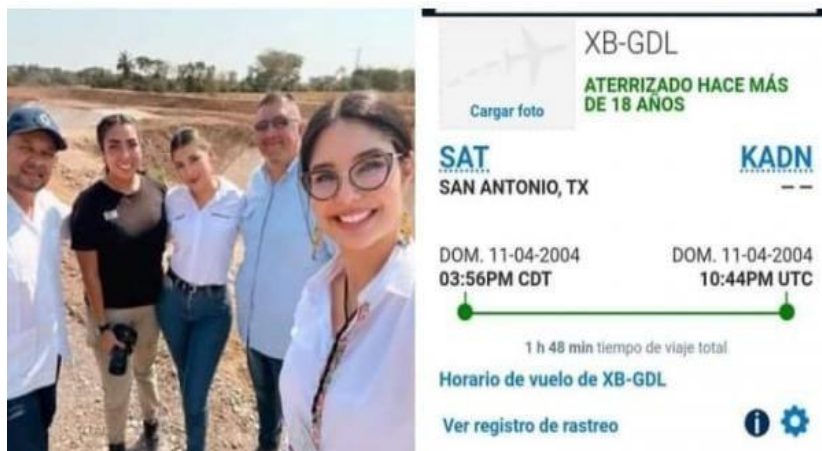 XB-GDL
ATERRIZADO HACE MÁS
DE 18 AÑOS
Cargar foto
SAT
KADN
SAN ANTONIO, TX
– –
DOM. 11-04-2004
DOM. 11-04-2004
03:56PM CDT
10:44PM UTC
1 h 48 min tiempo de viaje total
Horario de vuelo de XB-GDL
Ver registro de rastreo